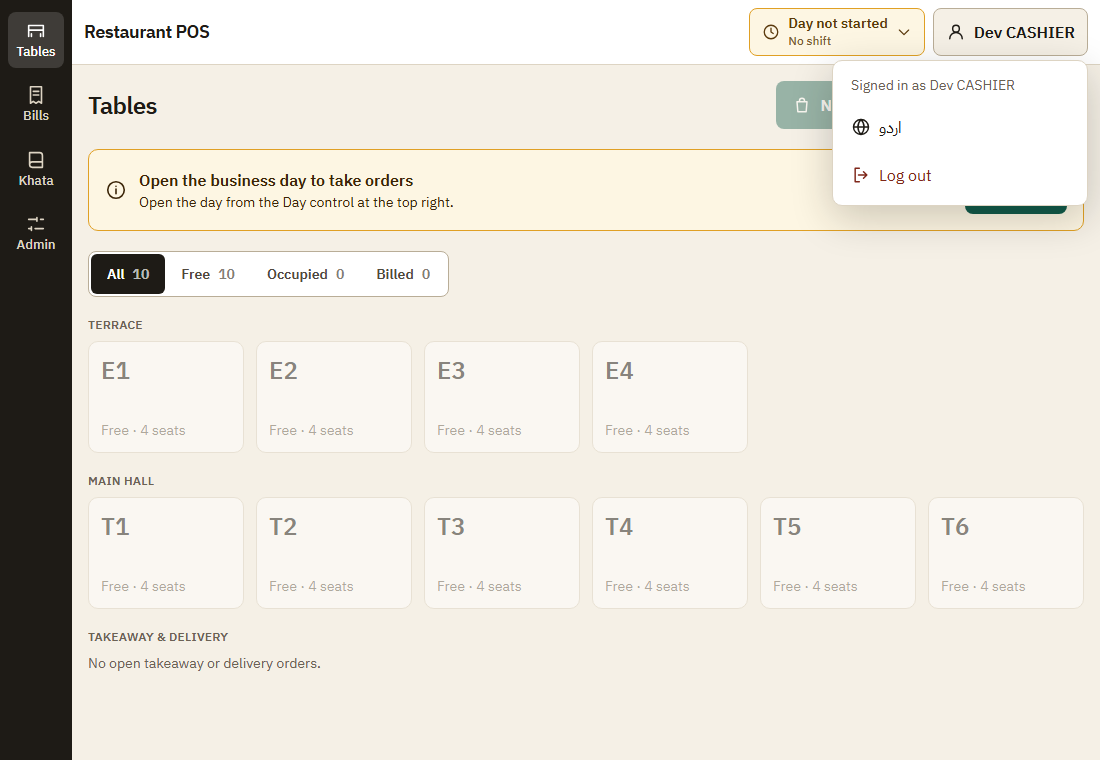 Restaurant POS
Day not started
No shift
Dev CASHIER
Tables
Bills
Khata
Admin
Signed in as Dev CASHIER
اردو
Log out
Tables
Open the business day to take orders
Open the day from the Day control at the top right.
All 10
Free 10
Occupied 0
Billed 0
TERRACE
E1
Free · 4 seats
E2
Free · 4 seats
E3
Free · 4 seats
E4
Free · 4 seats
MAIN HALL
T1
Free · 4 seats
T2
Free · 4 seats
T3
Free · 4 seats
T4
Free · 4 seats
T5
Free · 4 seats
T6
Free · 4 seats
TAKEAWAY & DELIVERY
No open takeaway or delivery orders.